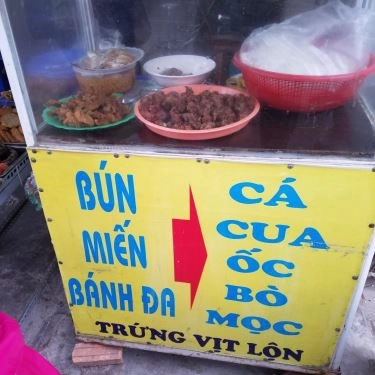 BÚN
MIẾN
BÁNH ĐA
CÁ
CUA
ỐC
BÒ
MỌC
TRỨNG VỊT LỘN